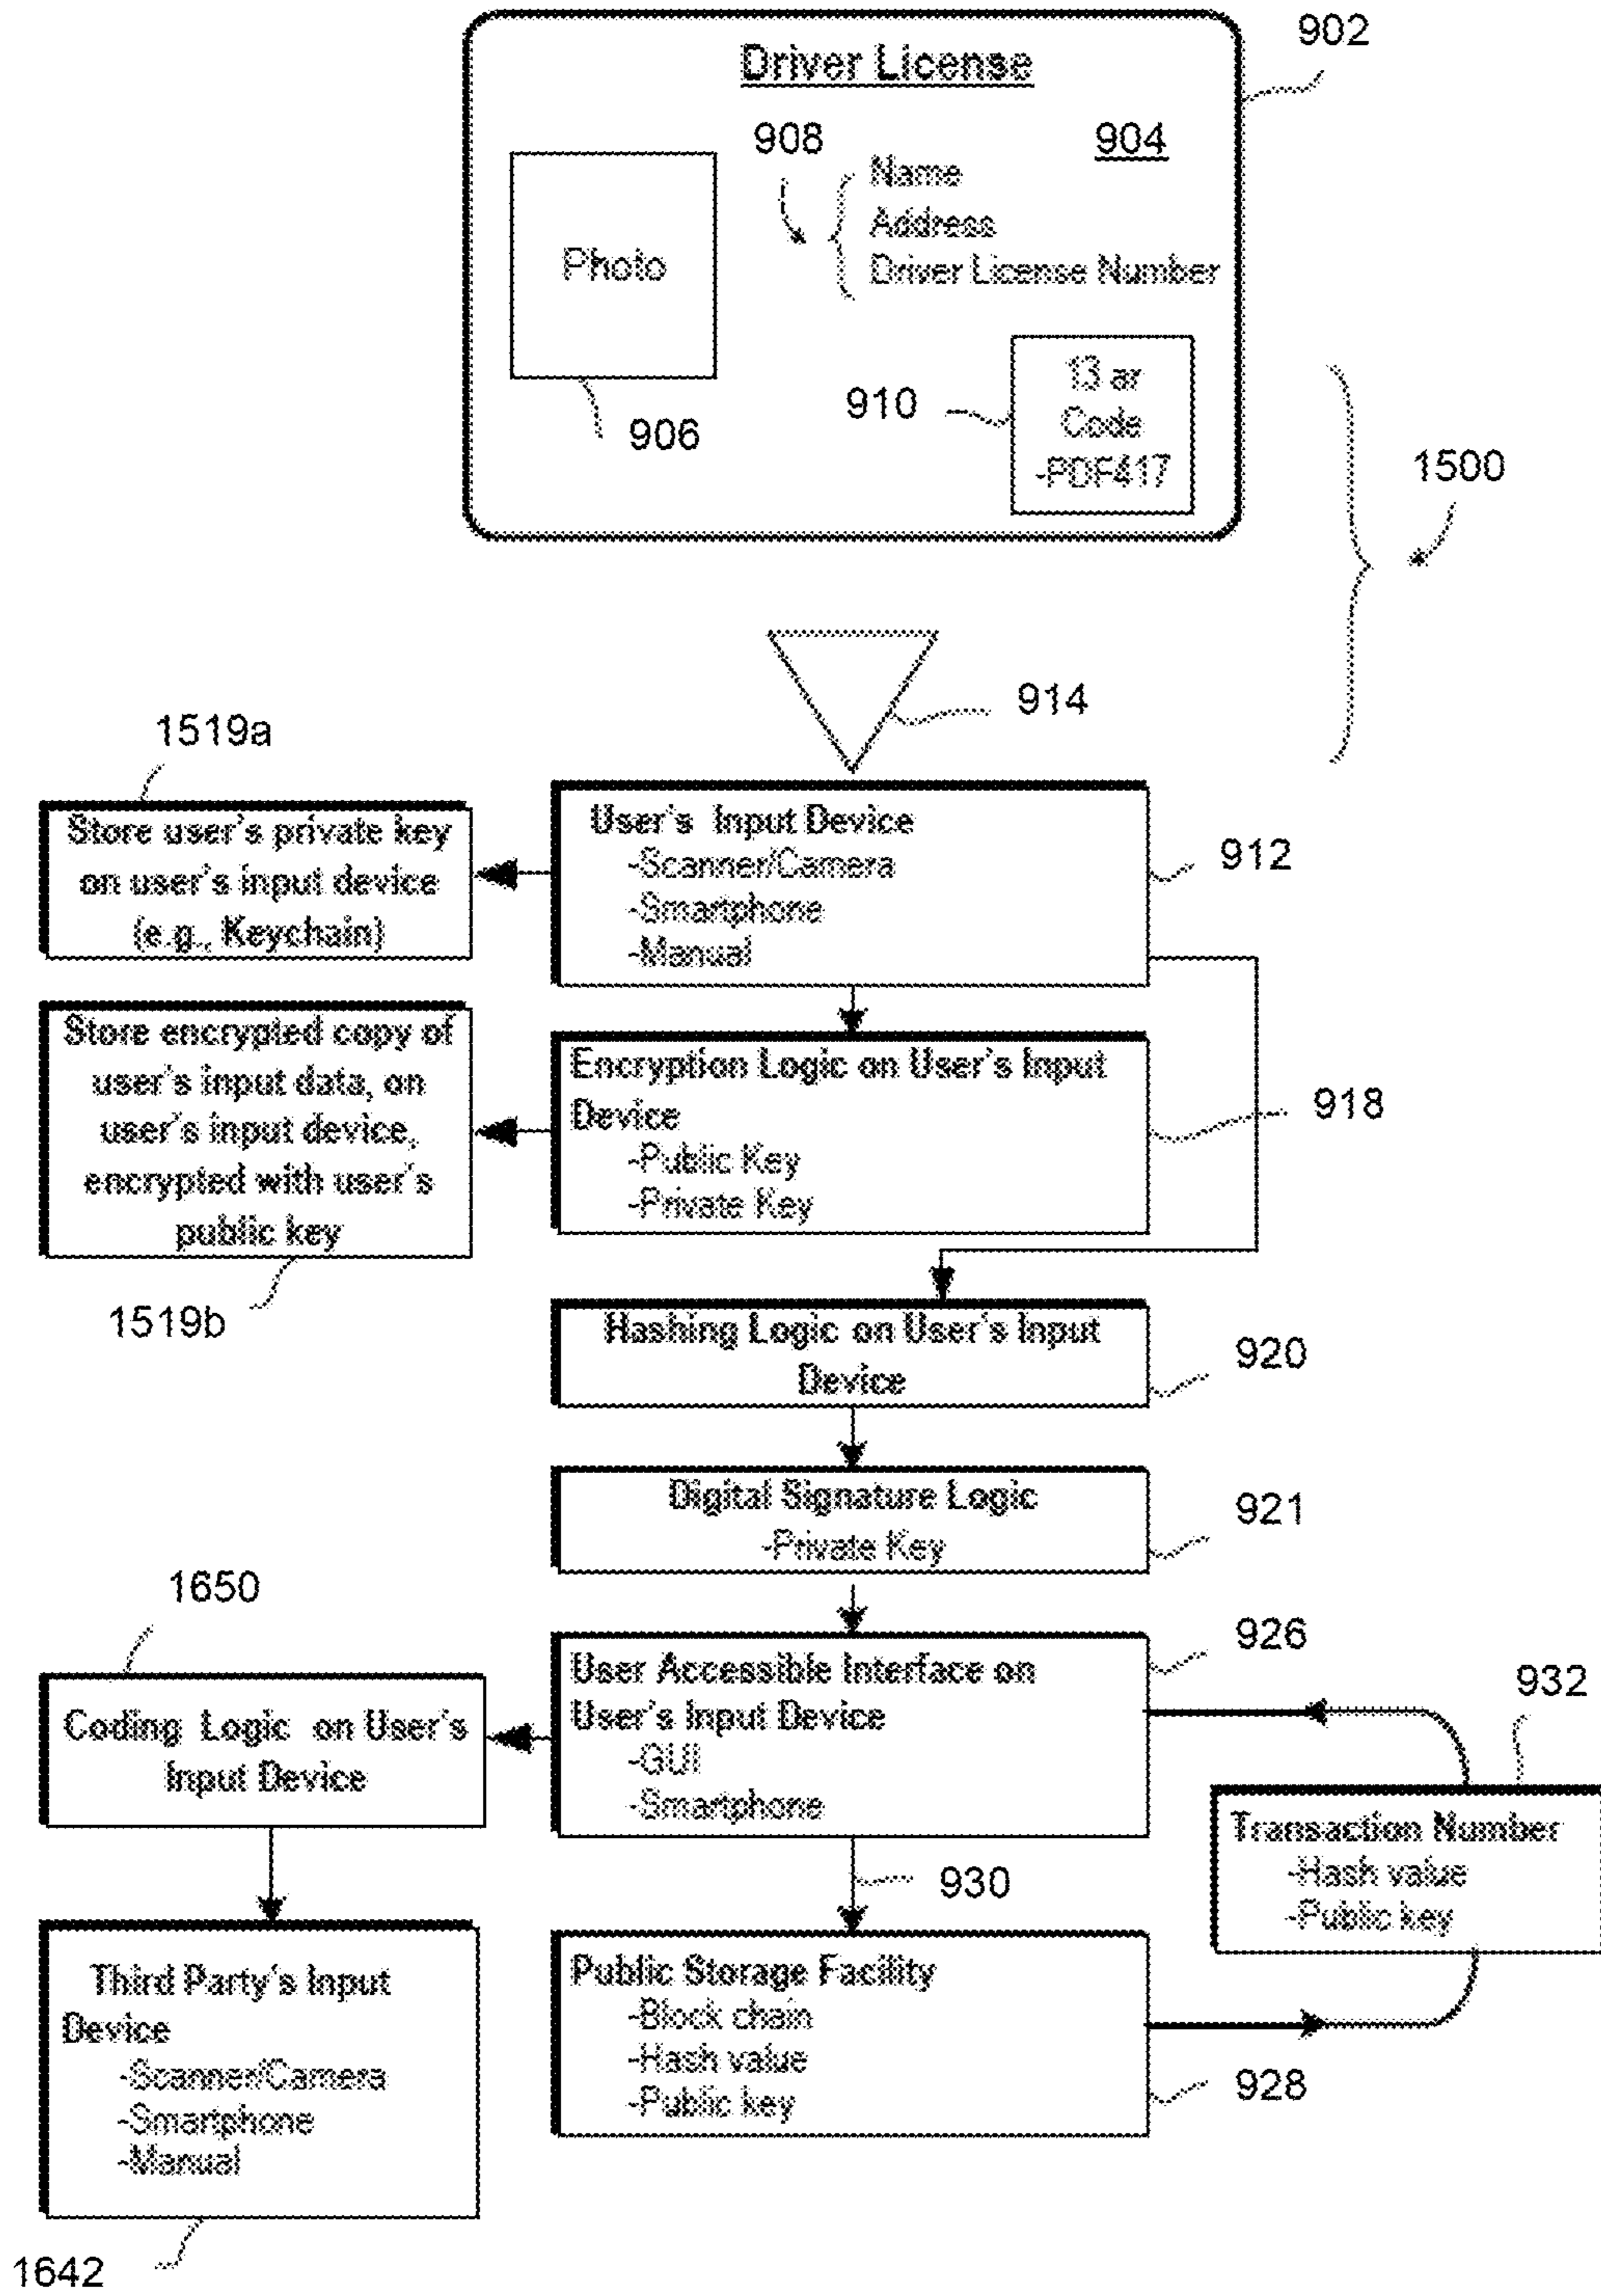 Driver License
902
908
904
Name
Address
Driver License Number
Photo
906
910
13 ar
Code
-PDF417
1500
914
1519a
Store user's private key
on user's input device
(e.g., Keychain)
User's Input Device
-Scanner/Camera
-Smartphone
-Manual
912
Store encrypted copy of
user's input data, on
user's input device,
encrypted with user's
public key
1519b
Encryption Logic on User's Input
Device
-Public Key
-Private Key
918
Hashing Logic on User's Input
Device
920
Digital Signature Logic
-Private Key
921
1650
Coding Logic on User's
Input Device
User Accessible Interface on
User's Input Device
-GUI
-Smartphone
926
932
Transaction Number
-Hash value
-Public key
930
Third Party's Input
Device
-Scanner/Camera
-Smartphone
-Manual
1642
Public Storage Facility
-Block chain
-Hash value
-Public key
928